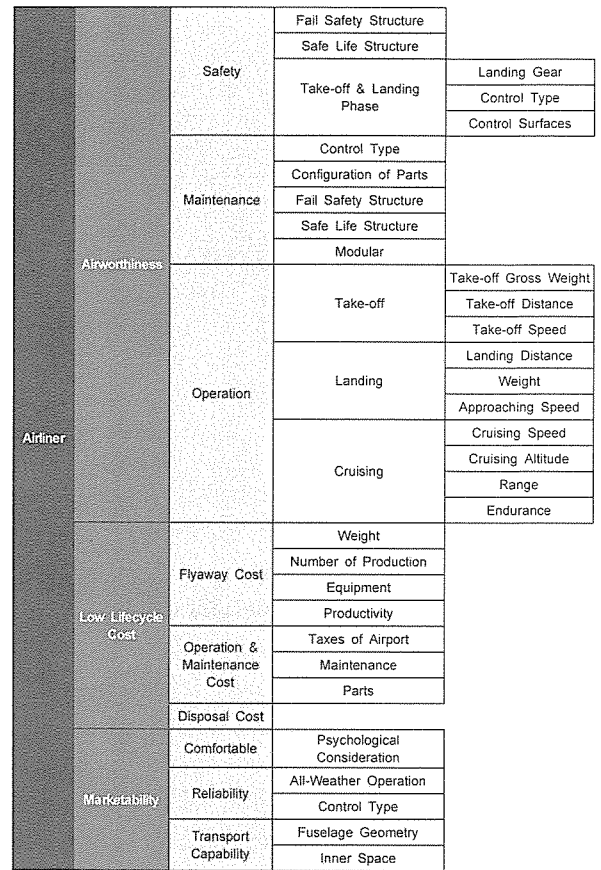 Airliner
Airworthiness
Safety
Fail Safety Structure
Safe Life Structure
Take-off & Landing
Phase
Landing Gear
Control Type
Control Surfaces
Maintenance
Control Type
Configuration of Parts
Fail Safety Structure
Safe Life Structure
Modular
Operation
Take-off
Take-off Gross Weight
Take-off Distance
Take-off Speed
Landing
Landing Distance
Weight
Approaching Speed
Cruising
Cruising Speed
Cruising Altitude
Range
Endurance
Low Lifecycle
Cost
Flyaway Cost
Weight
Number of Production
Equipment
Productivity
Operation &
Maintenance
Cost
Taxes of Airport
Maintenance
Parts
Disposal Cost
Marketability
Comfortable
Psychological
Consideration
Reliability
All-Weather Operation
Control Type
Transport
Capability
Fuselage Geometry
Inner Space